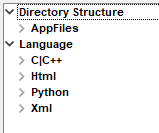 Directory Structure
AppFiles
Language
C|C++
Html
Python
Xml